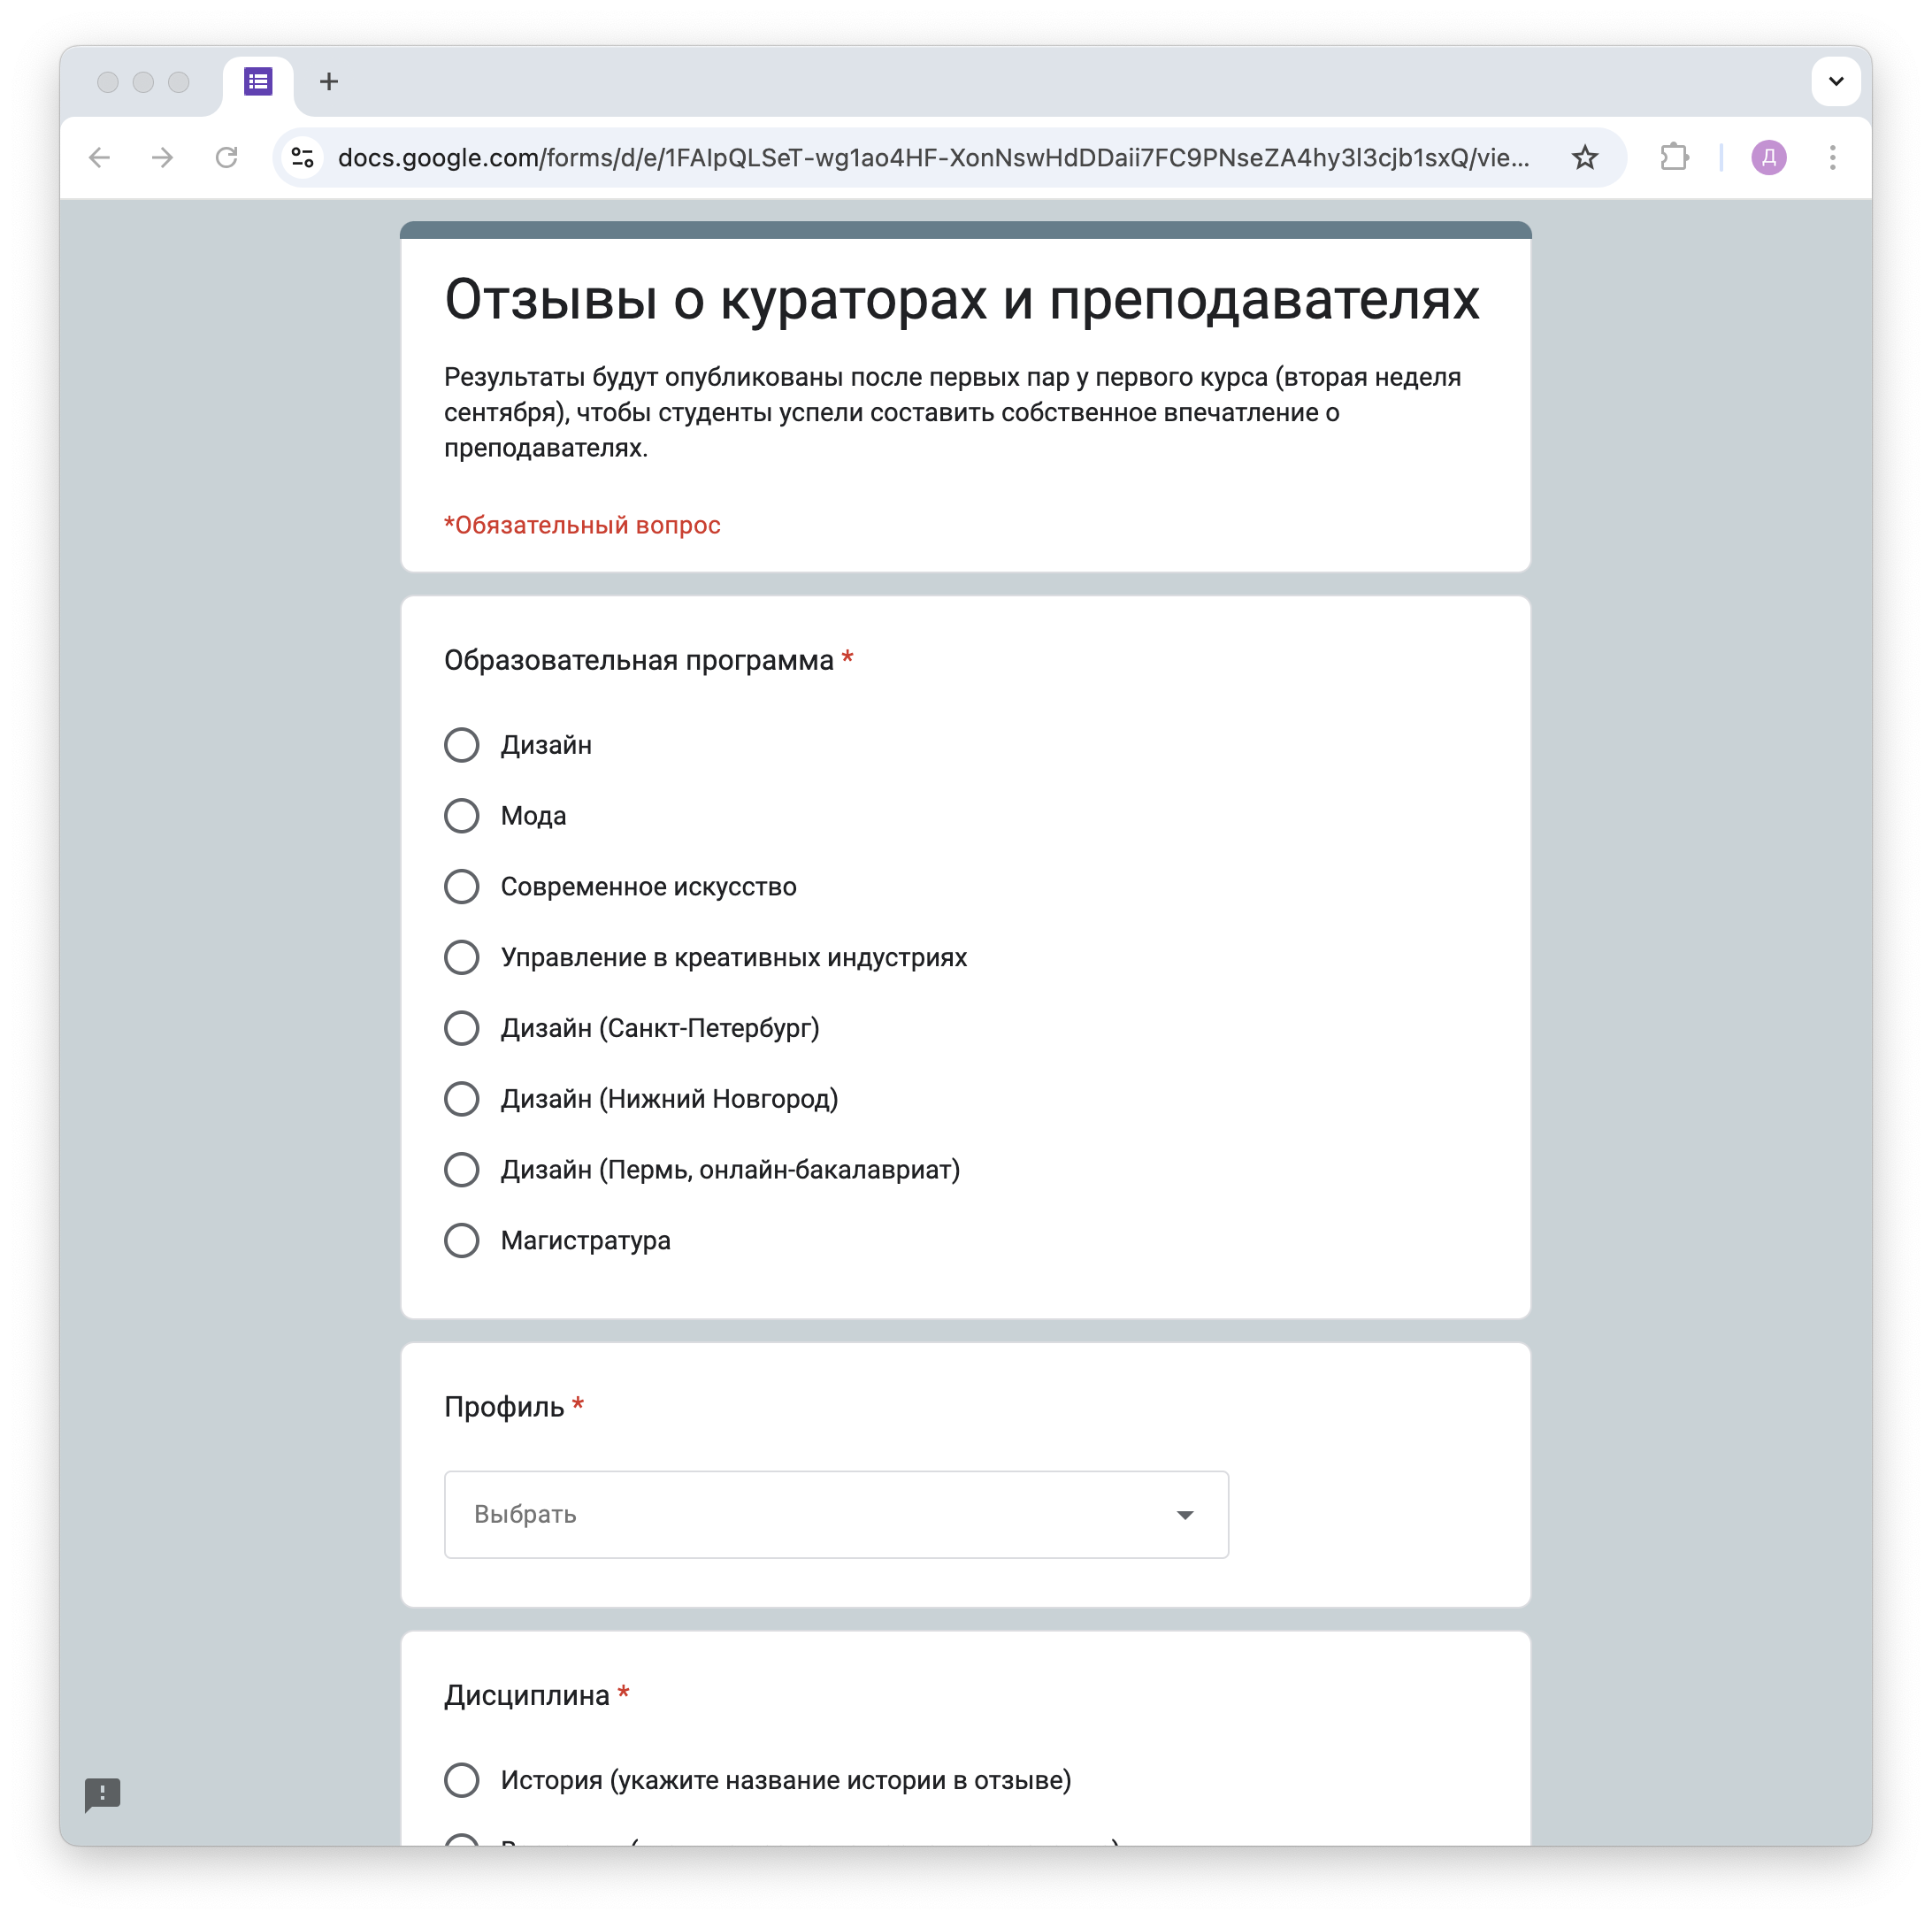 docs.google.com/forms/d/e/1FAIpQLSeT-wg1ao4HF-XonNswHdDDaii7FC9PNseZA4hy3l3cjb1sxQ/vie...
Д
Отзывы о кураторах и преподавателях
Результаты будут опубликованы после первых пар у первого курса (вторая неделя
сентября), чтобы студенты успели составить собственное впечатление о
преподавателях.
*Обязательный вопрос
Образовательная программа *
Дизайн
Мода
Современное искусство
Управление в креативных индустриях
Дизайн (Санкт-Петербург)
Дизайн (Нижний Новгород)
Дизайн (Пермь, онлайн-бакалавриат)
Магистратура
Профиль *
Выбрать
Дисциплина *
История (укажите название истории в отзыве)